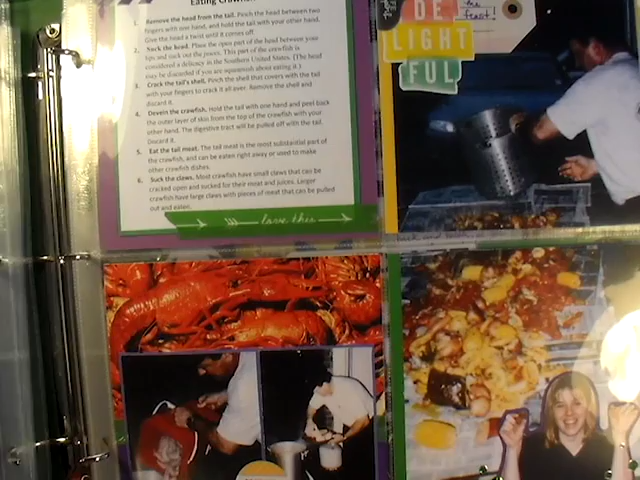 Eating Crawfish
1. Remove the head from the tail. Pinch the head between two
fingers with one hand, and hold the tail with your other hand.
Give the head a twist until it comes off.
2. Suck the head. Place the open part of the head between your
lips and suck out the juices. This part of the crawfish is
considered a delicacy in the Southern United States. (The head
may be discarded if you are squeamish about eating it.)
3. Crack the tail's shell. Pinch the shell that covers with the tail
with your fingers to crack it all over. Remove the shell and
discard it.
4. Devein the crawfish. Hold the tail with one hand and peel back
the outer layer of skin from the top of the crawfish with your
other hand. The digestive tract will be pulled off with the tail.
Discard it.
5. Eat the tail meat. The tail meat is the most substantial part of
the crawfish, and can be eaten right away or used to make
other crawfish dishes.
6. Suck the claws. Most crawfish have small claws that can be
cracked open and sucked for their meat and juices. Larger
crawfish have large claws with pieces of meat that can be pulled
out and eaten.
love this
DE
LIGHT
FUL
the
feast!